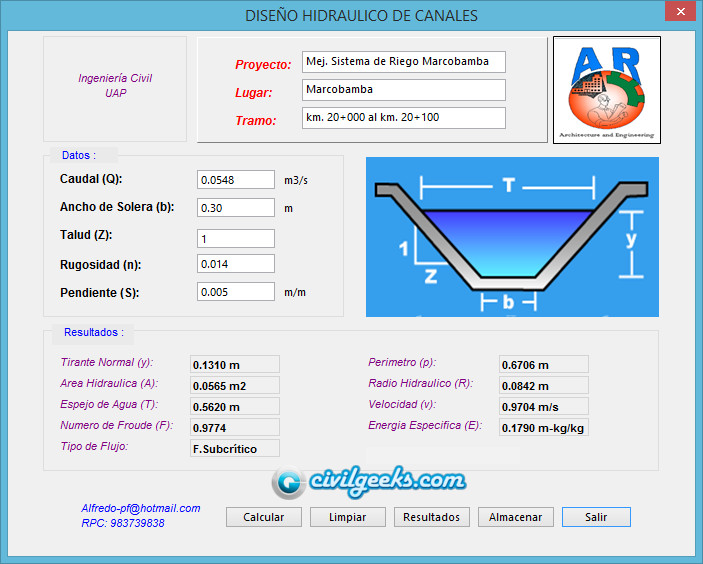 DISEÑO HIDRAULICO DE CANALES
Ingeniería Civil
UAP
Proyecto: Mej. Sistema de Riego Marcobamba
Lugar: Marcobamba
Tramo: km. 20+000 al km. 20+100
AR
Architecture and Engineering
Datos :
Caudal (Q): 0.0548 m3/s
Ancho de Solera (b): 0.30 m
Talud (Z): 1
Rugosidad (n): 0.014
Pendiente (S): 0.005 m/m
T
y
1
Z
b
Resultados :
Tirante Normal (y): 0.1310 m
Area Hidraulica (A): 0.0565 m2
Espejo de Agua (T): 0.5620 m
Numero de Froude (F): 0.9774
Tipo de Flujo: F.Subcrítico
Perimetro (p): 0.6706 m
Radio Hidraulico (R): 0.0842 m
Velocidad (v): 0.9704 m/s
Energia Especifica (E): 0.1790 m-kg/kg
civilgeeks.com
Alfredo-pf@hotmail.com
RPC: 983739838
Calcular
Limpiar
Resultados
Almacenar
Salir